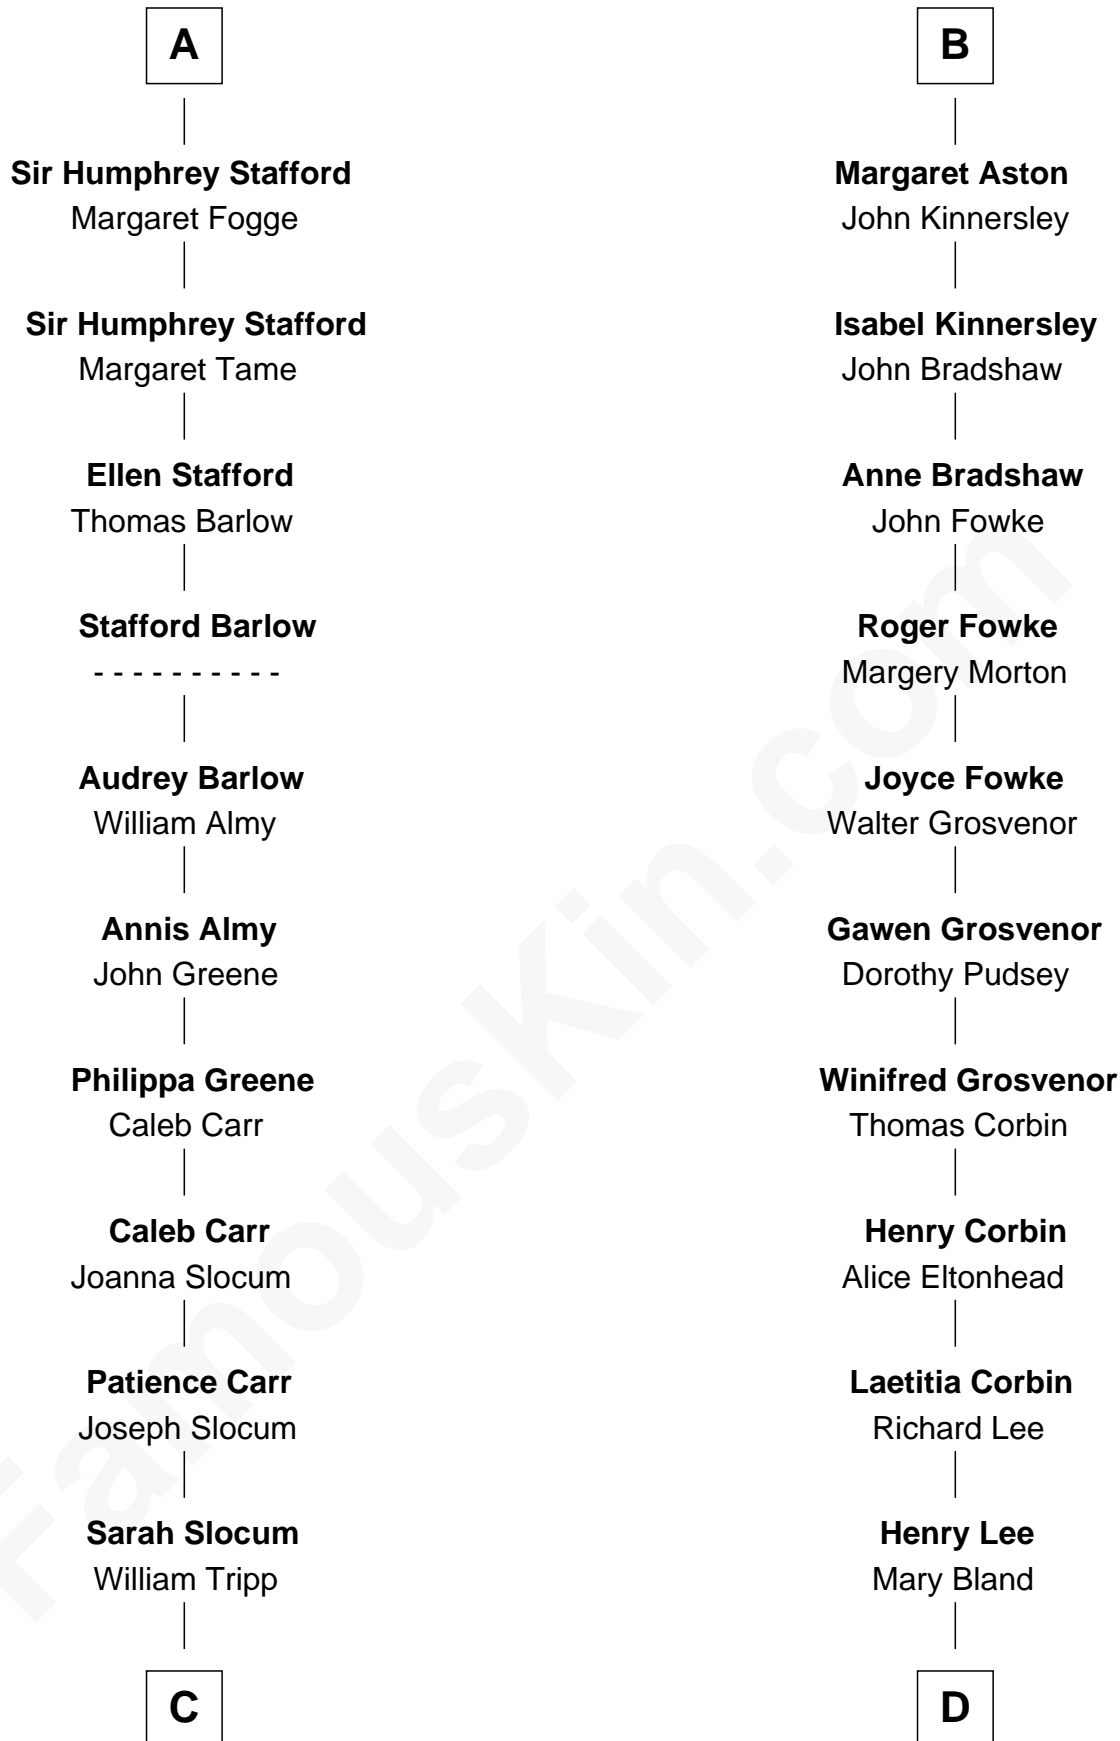 A
Sir Humphrey Stafford
Margaret Fogge
Sir Humphrey Stafford
Margaret Tame
Ellen Stafford
Thomas Barlow
Stafford Barlow
- - - - - - - - - -
Audrey Barlow
William Almy
Annis Almy
John Greene
Philippa Greene
Caleb Carr
Caleb Carr
Joanna Slocum
Patience Carr
Joseph Slocum
Sarah Slocum
William Tripp
C
B
Margaret Aston
John Kinnersley
Isabel Kinnersley
John Bradshaw
Anne Bradshaw
John Fowke
Roger Fowke
Margery Morton
Joyce Fowke
Walter Grosvenor
Gawen Grosvenor
Dorothy Pudsey
Winifred Grosvenor
Thomas Corbin
Henry Corbin
Alice Eltonhead
Laetitia Corbin
Richard Lee
Henry Lee
Mary Bland
D
FamousKin.com